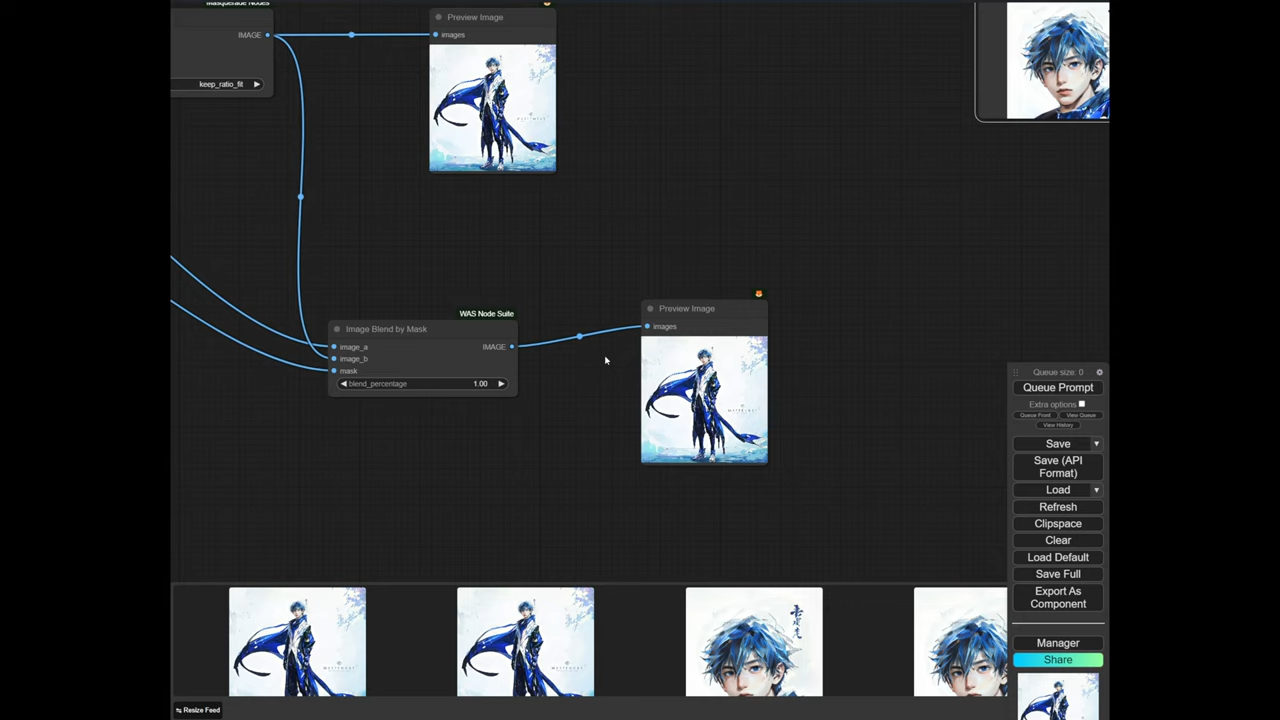 Masquerade Nodes
Preview Image
IMAGE
images
keep_ratio_fit
WAS Node Suite
Image Blend by Mask
image_a
IMAGE
image_b
mask
blend_percentage
1.00
Preview Image
images
Queue size: 0
Queue Prompt
Extra options
Queue Front
View Queue
View History
Save
Save (API
Format)
Load
Refresh
Clipspace
Clear
Load Default
Save Full
Export As
Component
Manager
Share
Resize Feed